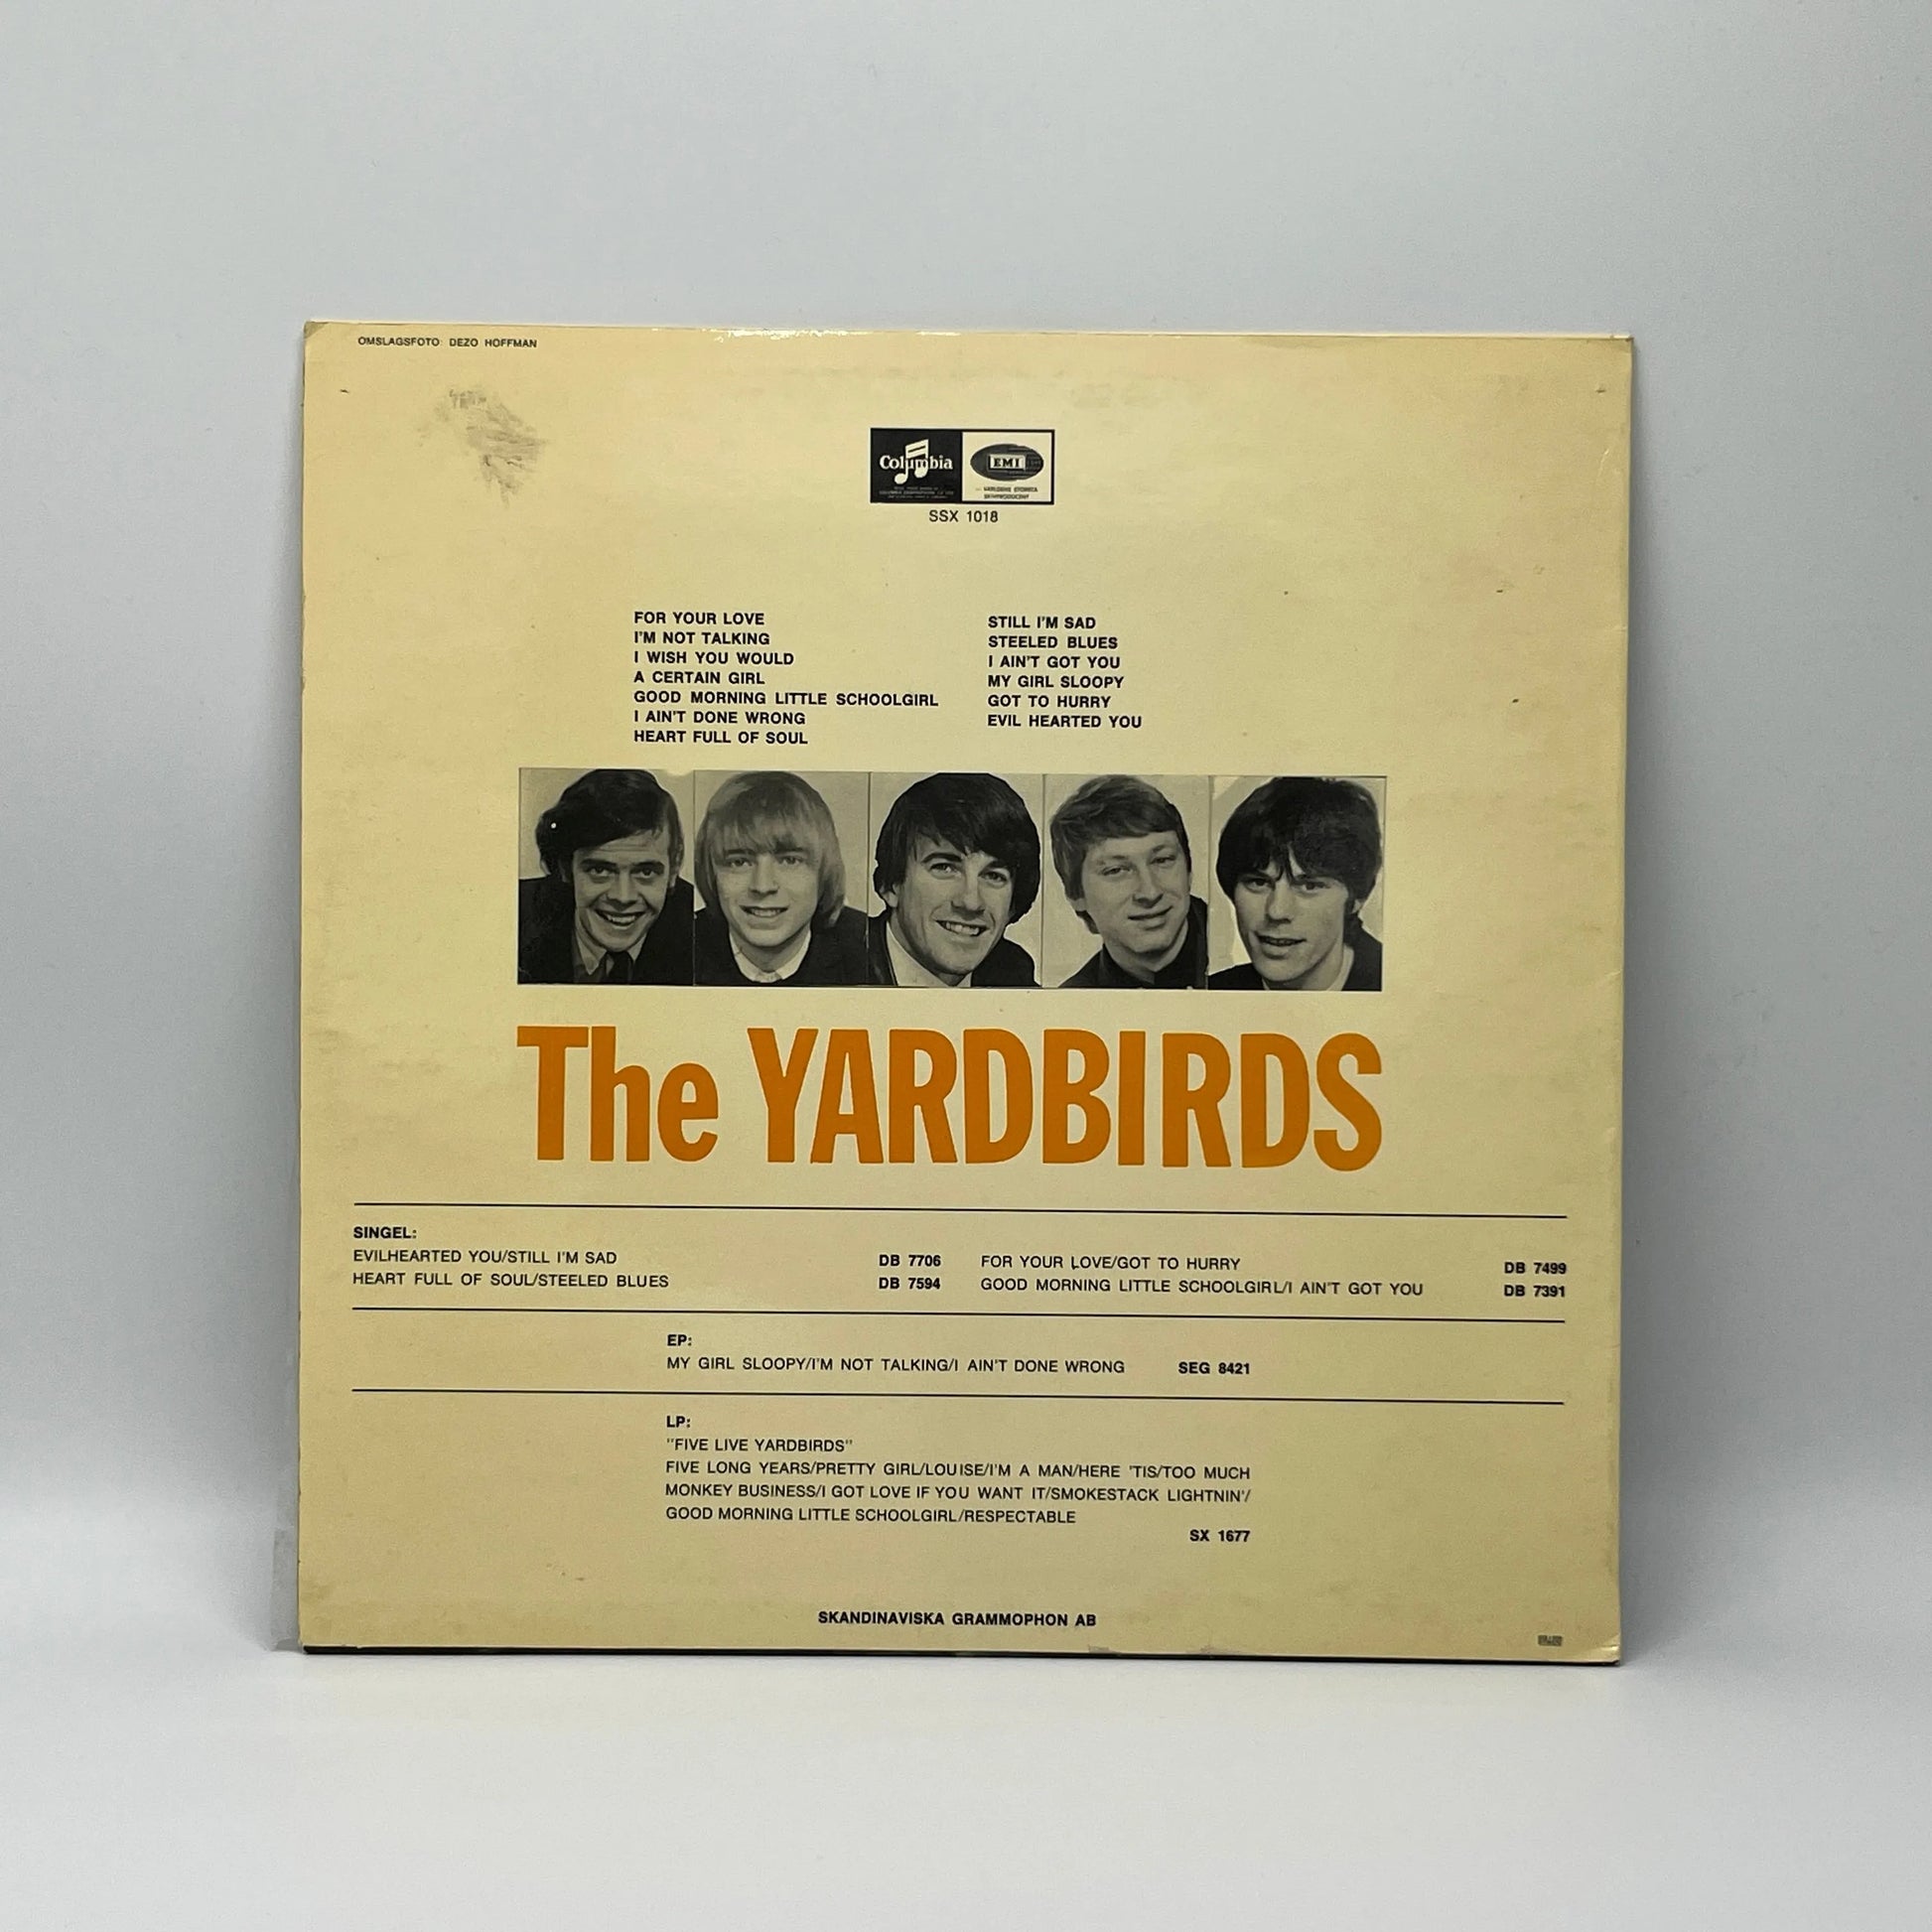 OMSLAGSFOTO: DEZO HOFFMAN
Columbia
EMI
SSX 1018
FOR YOUR LOVE
I'M NOT TALKING
I WISH YOU WOULD
A CERTAIN GIRL
GOOD MORNING LITTLE SCHOOLGIRL
I AIN'T DONE WRONG
HEART FULL OF SOUL
STILL I'M SAD
STEELED BLUES
I AIN'T GOT YOU
MY GIRL SLOOPY
GOT TO HURRY
EVIL HEARTED YOU
The YARDBIRDS
SINGEL:
EVILHEARTED YOU/STILL I'M SAD DB 7706
HEART FULL OF SOUL/STEELED BLUES DB 7594
FOR YOUR LOVE/GOT TO HURRY DB 7499
GOOD MORNING LITTLE SCHOOLGIRL/I AIN'T GOT YOU DB 7391
EP:
MY GIRL SLOOPY/I'M NOT TALKING/I AIN'T DONE WRONG SEG 8421
LP:
"FIVE LIVE YARDBIRDS"
FIVE LONG YEARS/PRETTY GIRL/LOUISE/I'M A MAN/HERE 'TIS/TOO MUCH
MONKEY BUSINESS/I GOT LOVE IF YOU WANT IT/SMOKESTACK LIGHTNIN'/
GOOD MORNING LITTLE SCHOOLGIRL/RESPECTABLE
SX 1677
SKANDINAVISKA GRAMMOPHON AB